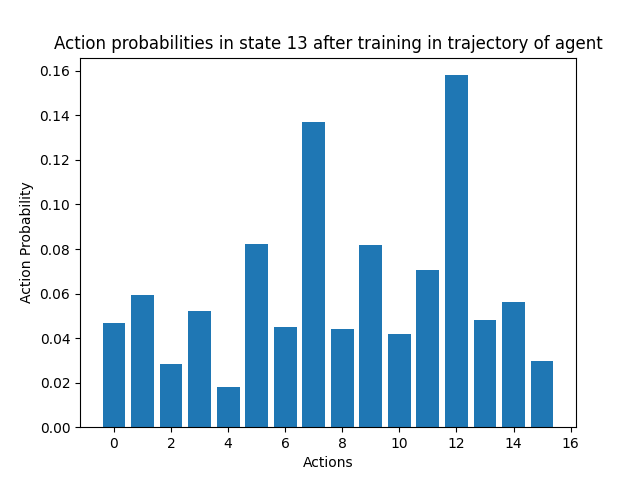 Action probabilities in state 13 after training in trajectory of agent
0.16
0.14
0.12
0.10
0.08
0.06
0.04
0.02
0.00
Action Probability
0 2 4 6 8 10 12 14 16
Actions